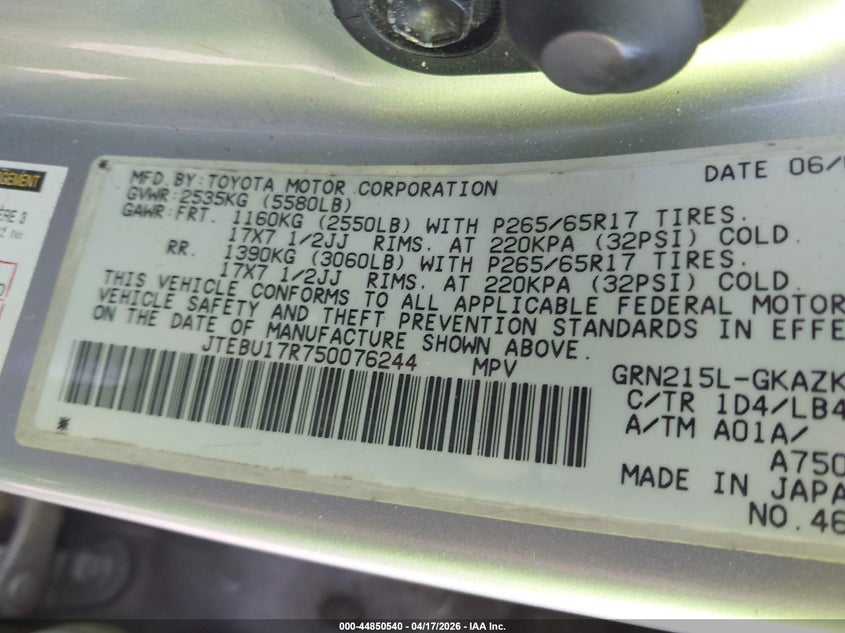 GEMENT
ÈRE 3
MFD.BY:TOYOTA MOTOR CORPORATION
DATE 06/
GVWR:2535KG (5580LB)
GAWR:FRT. 1160KG (2550LB) WITH P265/65R17 TIRES.
17X7 1/2JJ RIMS. AT 220KPA (32PSI) COLD.
RR. 1390KG (3060LB) WITH P265/65R17 TIRES.
17X7 1/2JJ RIMS. AT 220KPA (32PSI) COLD.
THIS VEHICLE CONFORMS TO ALL APPLICABLE FEDERAL MOTOR
VEHICLE SAFETY AND THEFT PREVENTION STANDARDS IN EFFE
ON THE DATE OF MANUFACTURE SHOWN ABOVE.
JTEBU17R750076244 MPV
GRN215L-GKAZK
C/TR 1D4/LB4
A/TM A01A/
A750
MADE IN JAPA
NO.46
000-44850540 - 04/17/2026 - IAA Inc.